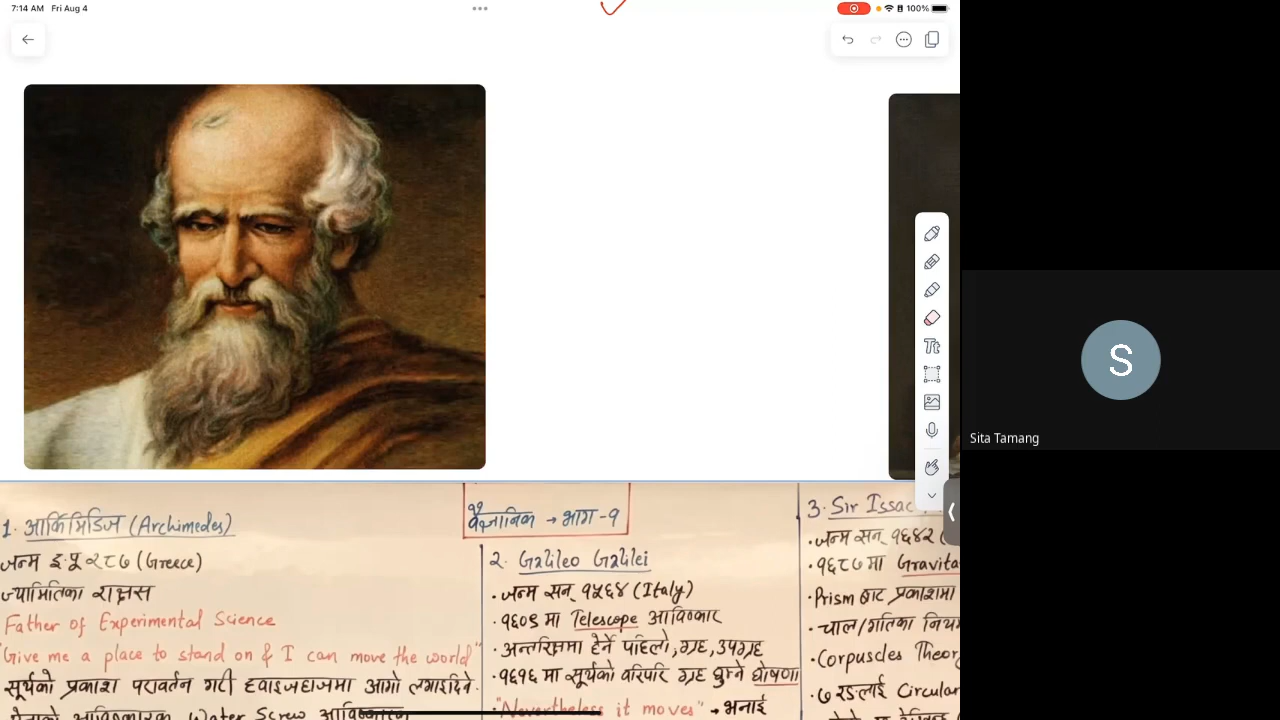 7:14 AM Fri Aug 4
100%
Tt
S
Sita Tamang
वैज्ञानिक → भाग -१
1. आर्किमिडिज (Archimedes)
जन्म इ.पू २८७ (Greece)
ज्यामितिका राक्षस
Father of Experimental Science
"Give me a place to stand on & I can move the world"
सूर्यको प्रकाश परावर्तन गरी हवाइजहाजमा आगो लगाइदिने.
Water Screw
2. Galileo Galilei
• जन्म सन् १५६४ (Italy)
• १६०९ मा Telescope आविष्कार
• अन्तरिक्षमा हेर्ने पहिलो, ग्रह, उपग्रह
• १६१६ मा सूर्यको वरिपरि ग्रह घुम्ने घोषणा
"Nevertheless it moves" → भनाई
3. Sir Issac
• जन्म सन् १६४२ (
• १६८७ मा Gravita
• Prism बाट प्रकाशमा
• चाल/गतिका निय
• Corpuscles Theor
• Circular